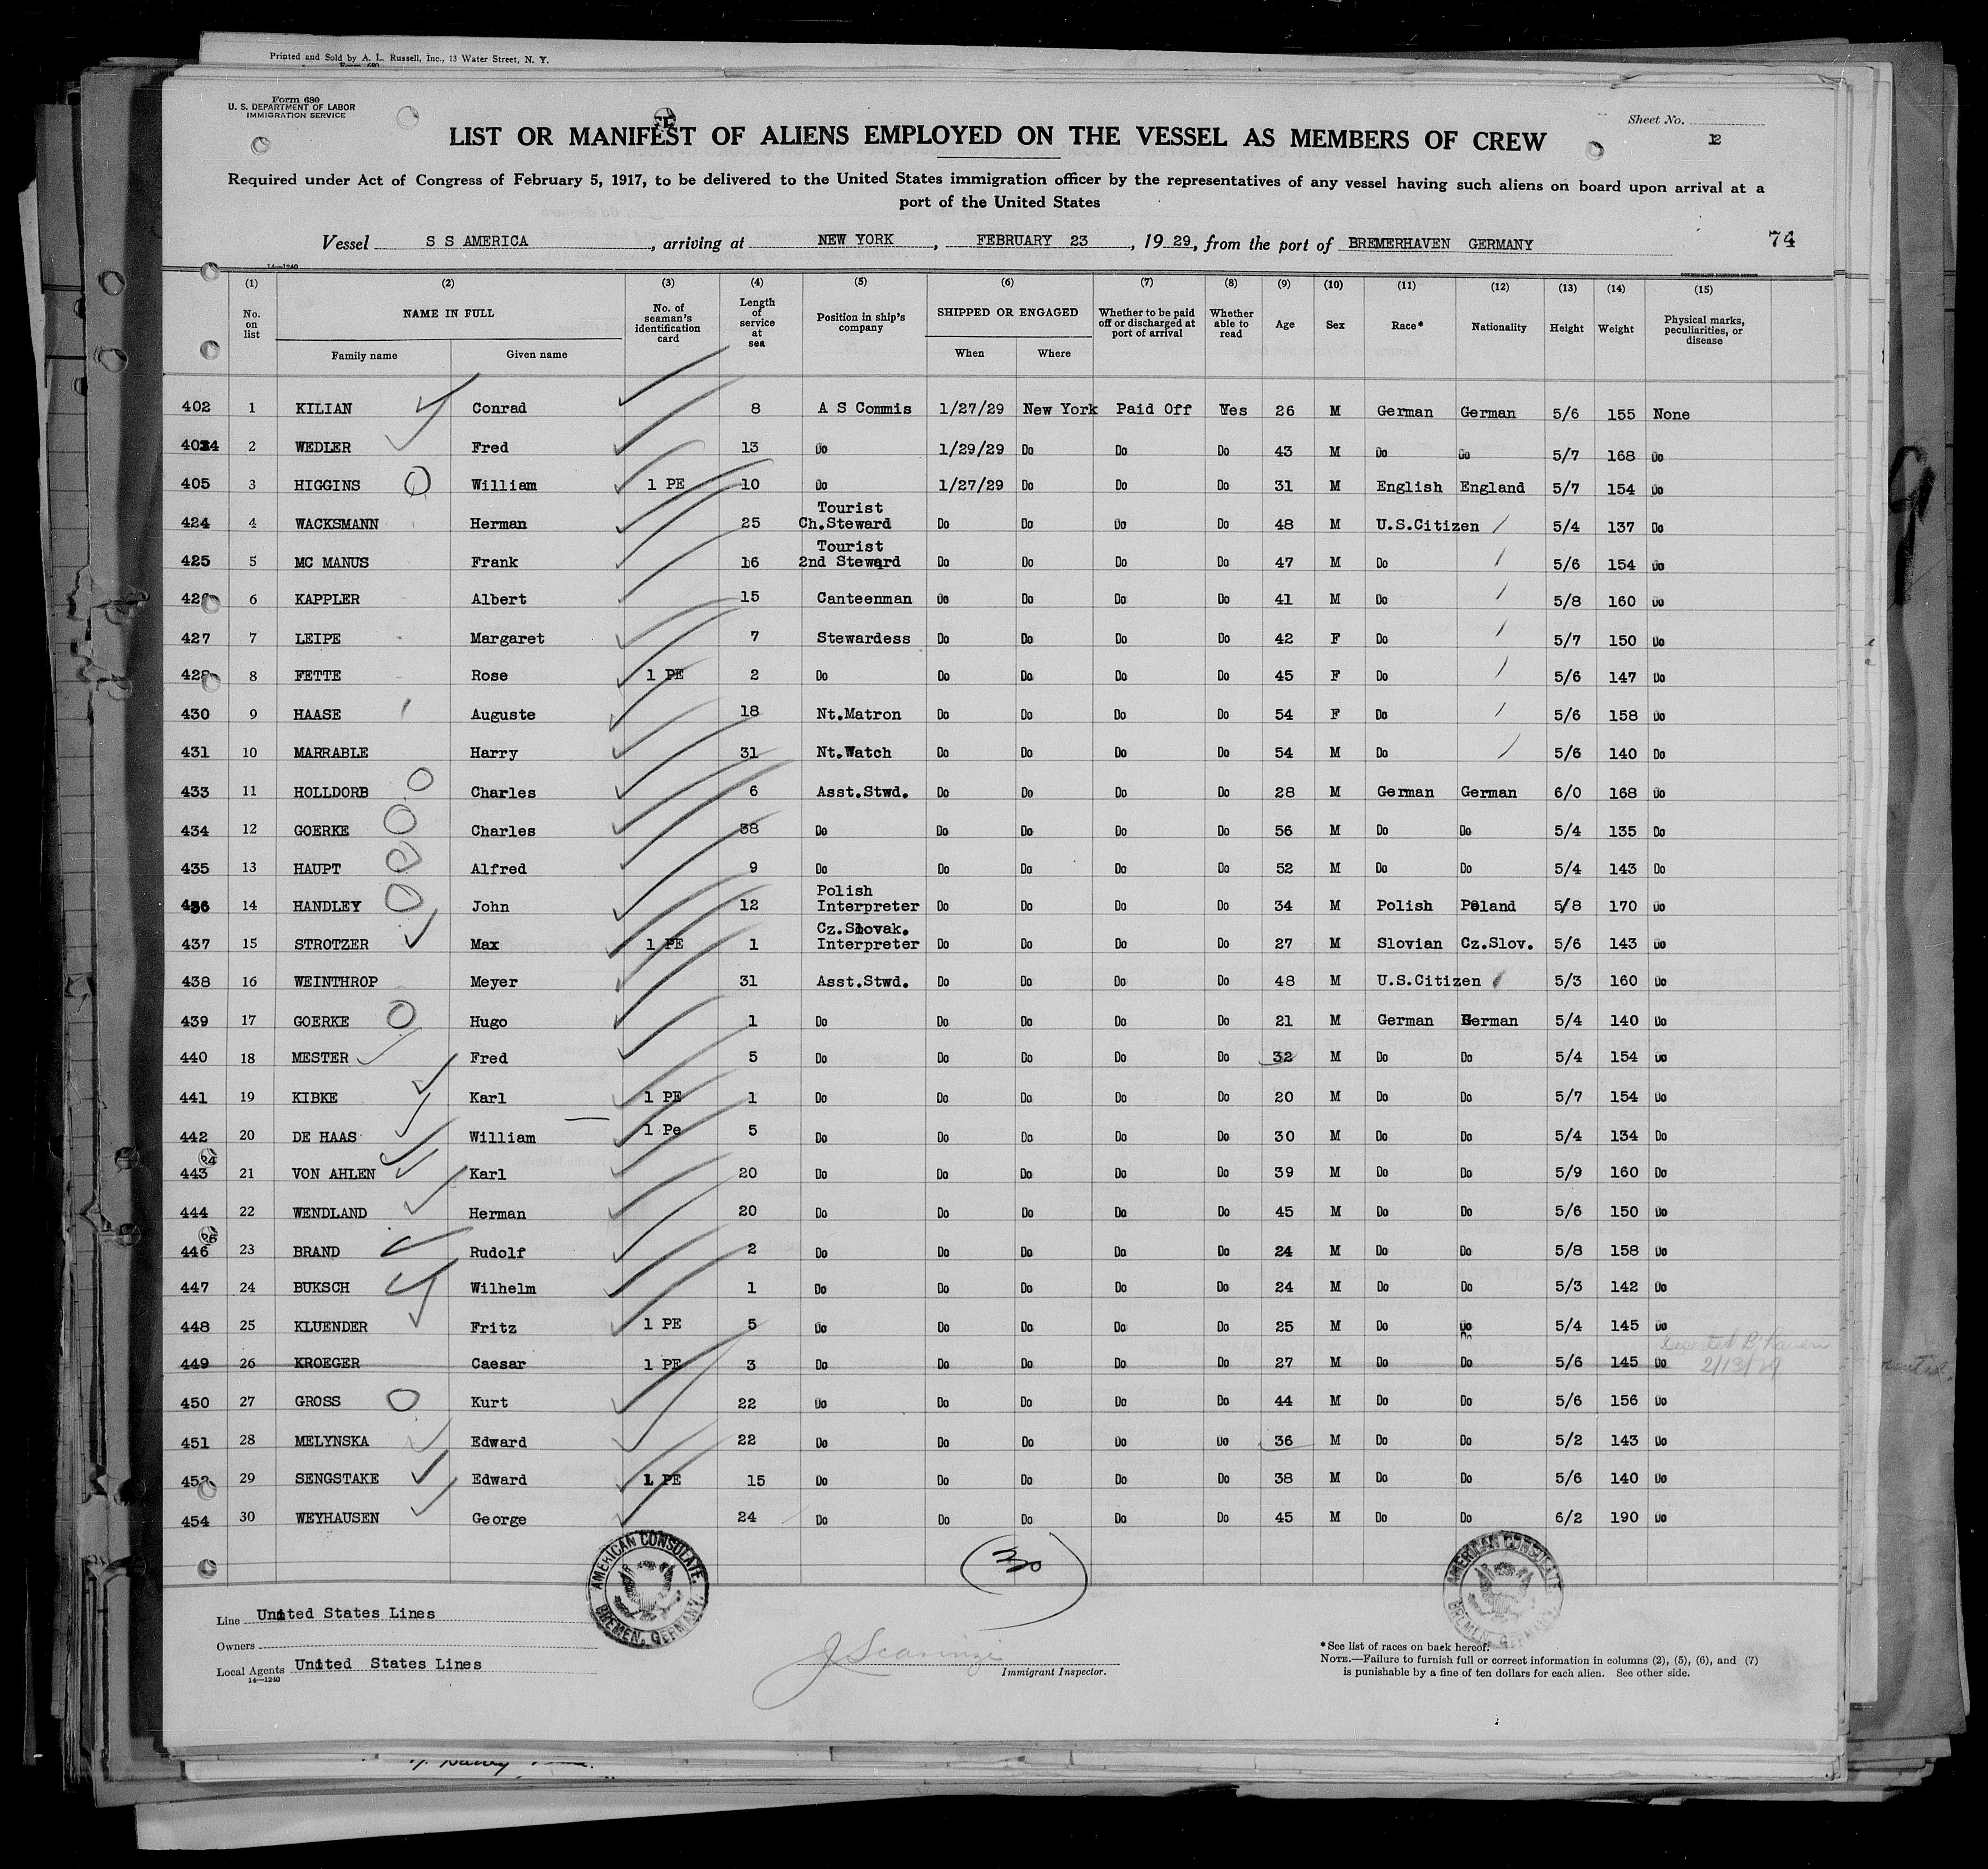 Printed and Sold by A. L. Russell, Inc., 13 Water Street, N. Y.
Form 680
U. S. DEPARTMENT OF LABOR
IMMIGRATION SERVICE
Sheet No.
12
LIST OR MANIFEST OF ALIENS EMPLOYED ON THE VESSEL AS MEMBERS OF CREW
Required under Act of Congress of February 5, 1917, to be delivered to the United States immigration officer by the representatives of any vessel having such aliens on board upon arrival at a
port of the United States
Vessel S S AMERICA, arriving at NEW YORK, FEBRUARY 23, 19 29, from the port of BREMERHAVEN GERMANY
74
14—1240
(1) (2) (3) (4) (5) (6) (7) (8) (9) (10) (11) (12) (13) (14) (15)
No. on list NAME IN FULL No. of seaman's identification card Length of service at sea Position in ship's company SHIPPED OR ENGAGED Whether to be paid off or discharged at port of arrival Whether able to read Age Sex Race* Nationality Height Weight Physical marks, peculiarities, or disease
Family name Given name When Where
402 1 KILIAN Conrad 8 A S Commis 1/27/29 New York Paid Off Yes 26 M German German 5/6 155 None
2 WEDLER Fred 13 Do 1/29/29 Do Do Do 43 M Do Do 5/7 168 Do
405 3 HIGGINS William 1 PE 10 Do 1/27/29 Do Do Do 31 M English England 5/7 154 Do
424 4 WACKSMANN Herman 25 Tourist Ch.Steward Do Do Do Do 48 M U.S.Citizen 5/4 137 Do
425 5 MC MANUS Frank 16 Tourist 2nd Steward Do Do Do Do 47 M Do 5/6 154 Do
6 KAPPLER Albert 15 Canteenman Do Do Do Do 41 M Do 5/8 160 Do
427 7 LEIPE Margaret 7 Stewardess Do Do Do Do 42 F Do 5/7 150 Do
8 FETTE Rose 1 PE 2 Do Do Do Do Do 45 F Do 5/6 147 Do
430 9 HAASE Auguste 18 Nt.Matron Do Do Do Do 54 F Do 5/6 158 Do
431 10 MARRABLE Harry 31 Nt.Watch Do Do Do Do 54 M Do 5/6 140 Do
433 11 HOLLDORB Charles 6 Asst.Stwd. Do Do Do Do 28 M German German 6/0 168 Do
434 12 GOERKE Charles 38 Do Do Do Do Do 56 M Do Do 5/4 135 Do
435 13 HAUPT Alfred 9 Do Do Do Do Do 52 M Do Do 5/4 143 Do
436 14 HANDLEY John 12 Polish Interpreter Do Do Do Do 34 M Polish Poland 5/8 170 Do
437 15 STROTZER Max 1 PE 1 Cz.Slovak. Interpreter Do Do Do Do 27 M Slovian Cz.Slov. 5/6 143 Do
438 16 WEINTHROP Meyer 31 Asst.Stwd. Do Do Do Do 48 M U.S.Citizen 5/3 160 Do
439 17 GOERKE Hugo 1 Do Do Do Do Do 21 M German German 5/4 140 Do
440 18 MESTER Fred 5 Do Do Do Do Do 32 M Do Do 5/4 154 Do
441 19 KIBKE Karl 1 PE 1 Do Do Do Do Do 20 M Do Do 5/7 154 Do
442 20 DE HAAS William 1 Pe 5 Do Do Do Do Do 30 M Do Do 5/4 134 Do
443 21 VON AHLEN Karl 20 Do Do Do Do Do 39 M Do Do 5/9 160 Do
444 22 WENDLAND Herman 20 Do Do Do Do Do 45 M Do Do 5/6 150 Do
446 23 BRAND Rudolf 2 Do Do Do Do Do 24 M Do Do 5/8 158 Do
447 24 BUKSCH Wilhelm 1 Do Do Do Do Do 24 M Do Do 5/3 142 Do
448 25 KLUENDER Fritz 1 PE 5 Do Do Do Do Do 25 M Do Do 5/4 145 Do
449 26 KROEGER Caesar 1 PE 3 Do Do Do Do Do 27 M Do Do 5/6 145 Do
Deserted B'haven
2/13/29
450 27 GROSS Kurt 22 Do Do Do Do Do 44 M Do Do 5/6 156 Do
451 28 MELYNSKA Edward 22 Do Do Do Do Do 36 M Do Do 5/2 143 Do
29 SENGSTAKE Edward 1 PE 15 Do Do Do Do Do 38 M Do Do 5/6 140 Do
454 30 WEYHAUSEN George 24 Do Do Do Do Do 45 M Do Do 6/2 190 Do
AMERICAN CONSULATE. BREMEN, GERMANY.
30
AMERICAN CONSULATE BREMEN, GERMANY
Line United States Lines
Owners
Local Agents United States Lines
14—1240
J Scaringi
Immigrant Inspector.
*See list of races on back hereof.
NOTE.—Failure to furnish full or correct information in columns (2), (5), (6), and (7)
is punishable by a fine of ten dollars for each alien. See other side.